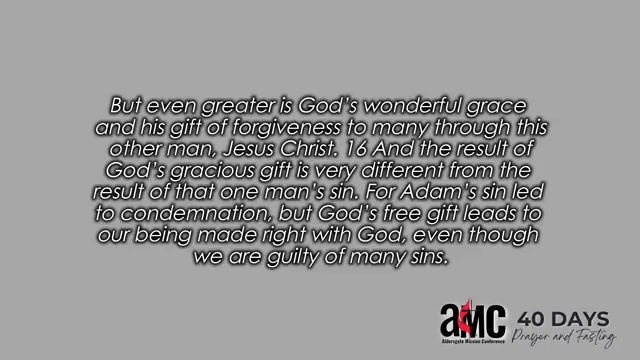 But even greater is God's wonderful grace
and his gift of forgiveness to many through this
other man, Jesus Christ. 16 And the result of
God's gracious gift is very different from the
result of that one man's sin. For Adam's sin led
to condemnation, but God's free gift leads to
our being made right with God, even though
we are guilty of many sins.
aMC
Aldersgate Mission Conference
40 DAYS
Prayer and Fasting